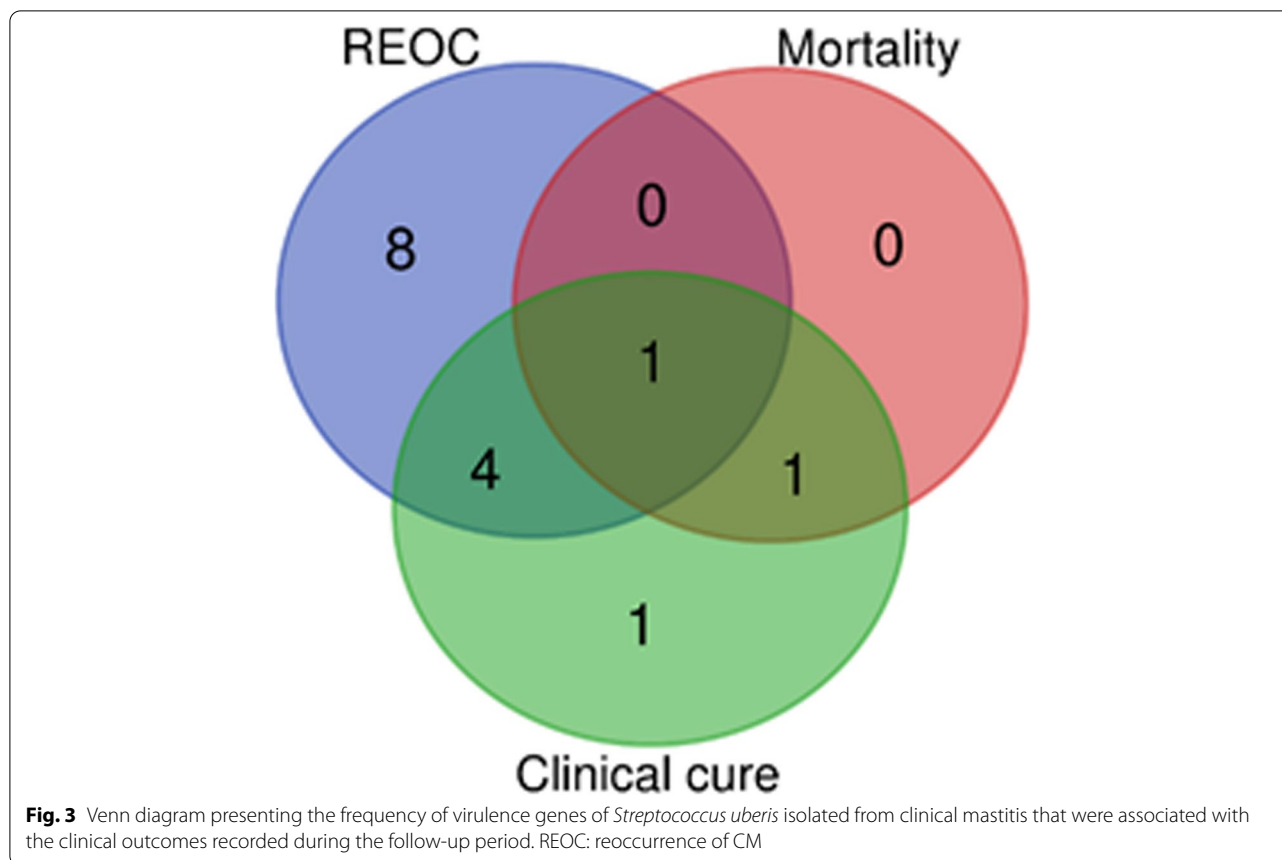 REOC Mortality
0
8 0
1
4 1
1
Clinical cure
Fig. 3 Venn diagram presenting the frequency of virulence genes of Streptococcus uberis isolated from clinical mastitis that were associated with
the clinical outcomes recorded during the follow-up period. REOC: reoccurrence of CM